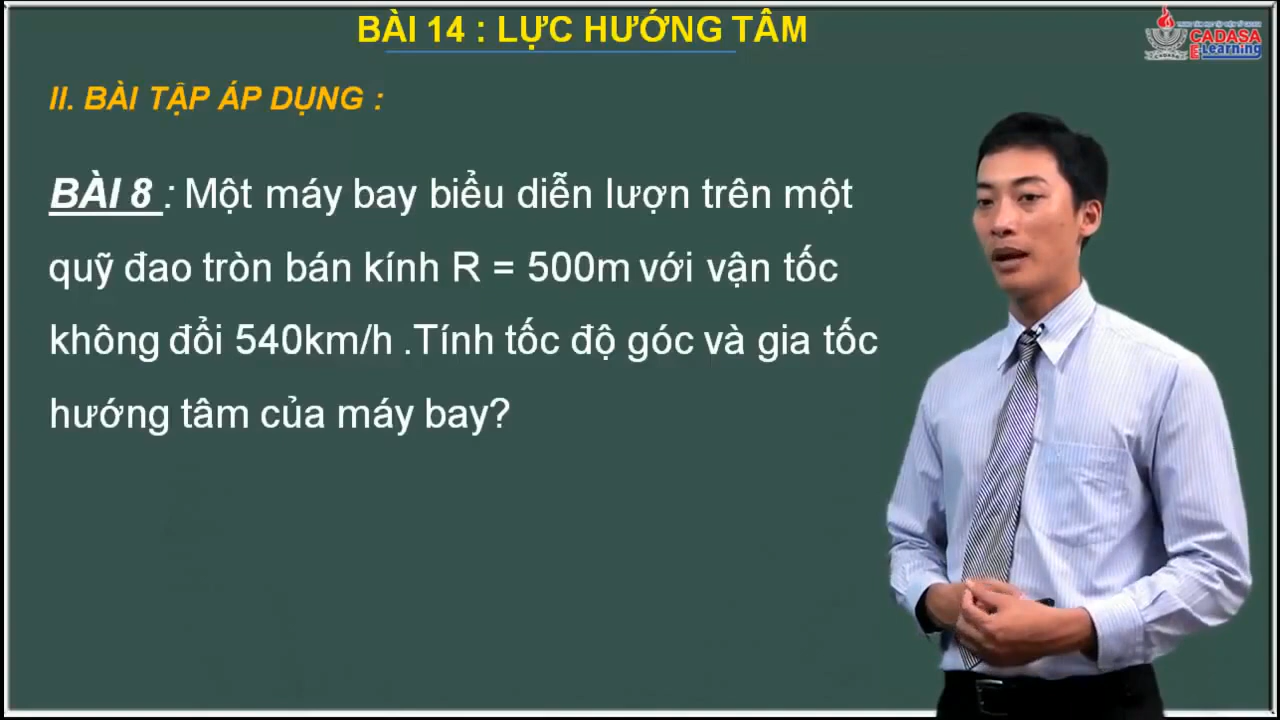 BÀI 14 : LỰC HƯỚNG TÂM
CADASA
E Learning
II. BÀI TẬP ÁP DỤNG :
BÀI 8 : Một máy bay biểu diễn lượn trên một
quỹ đao tròn bán kính R = 500m với vận tốc
không đổi 540km/h .Tính tốc độ góc và gia tốc
hướng tâm của máy bay?